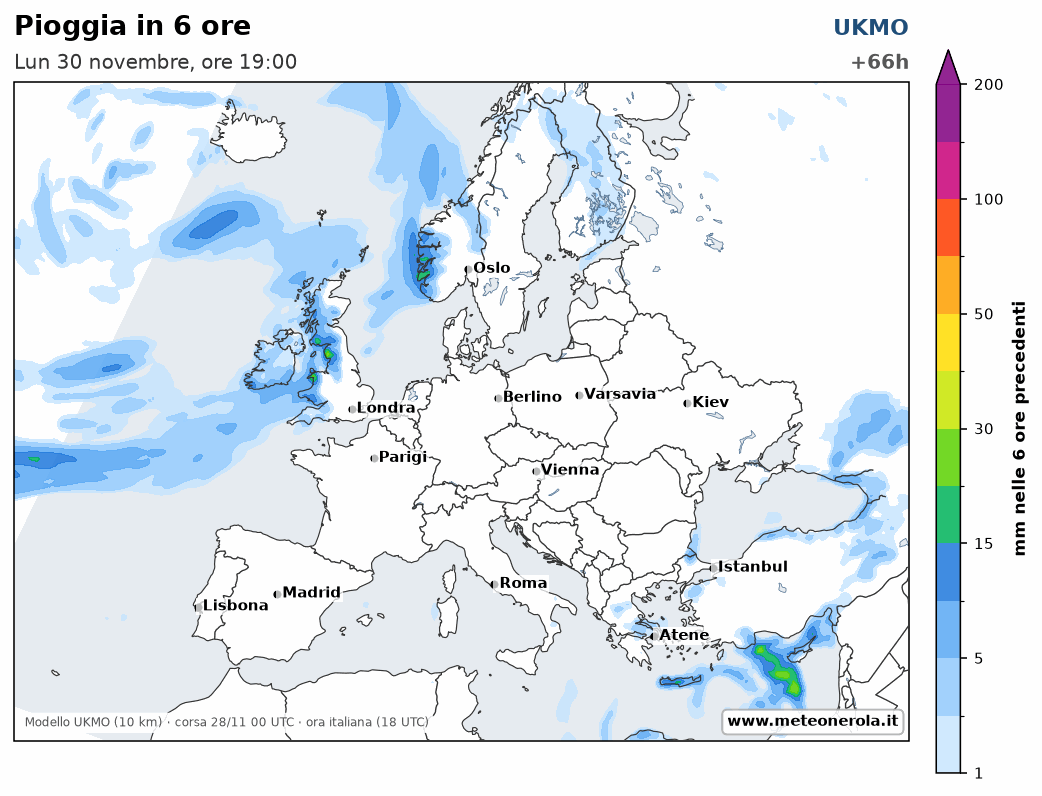 Pioggia in 6 ore
UKMO
Lun 30 novembre, ore 19:00
+66h
200
100
50
30
15
5
1
mm nelle 6 ore precedenti
Oslo
Berlino
Varsavia
Kiev
Londra
Parigi
Vienna
Istanbul
Roma
Madrid
Lisbona
Atene
Modello UKMO (10 km) · corsa 28/11 00 UTC · ora italiana (18 UTC)
www.meteonerola.it